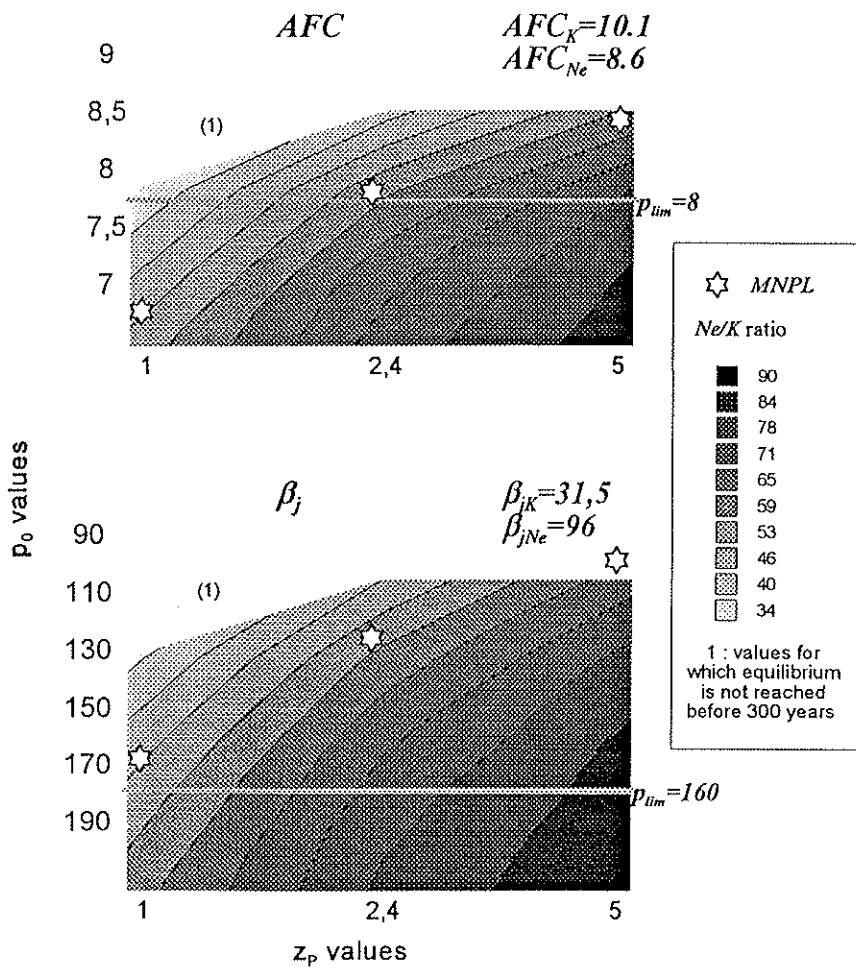 AFC
AFC_K=10.1
AFC_Ne=8.6
9
8,5
8
7,5
7
(1)
p_lim=8
1
2,4
5
MNPL
Ne/K ratio
90
84
78
71
65
59
53
46
40
34
1 : values for
which equilibrium
is not reached
before 300 years
p_0 values
β_j
β_jK=31,5
β_jNe=96
90
110
130
150
170
190
(1)
p_lim=160
1
2,4
5
z_P values